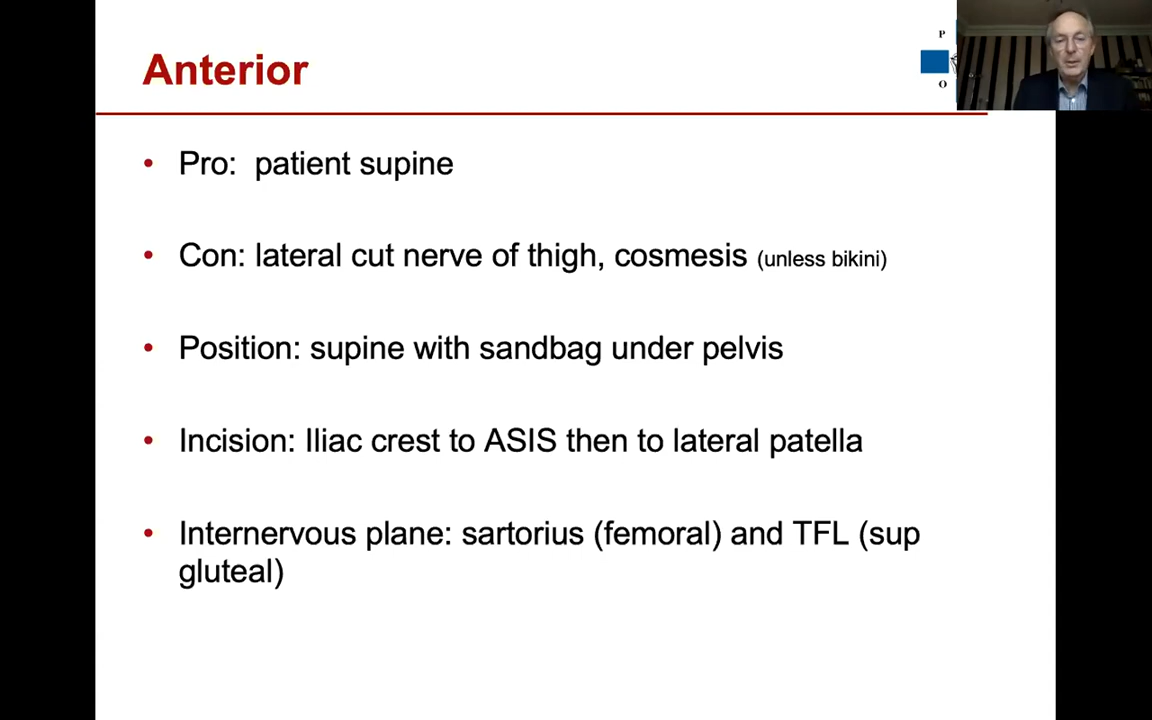 P
Anterior
O
• Pro: patient supine
• Con: lateral cut nerve of thigh, cosmesis (unless bikini)
• Position: supine with sandbag under pelvis
• Incision: Iliac crest to ASIS then to lateral patella
• Internervous plane: sartorius (femoral) and TFL (sup
gluteal)